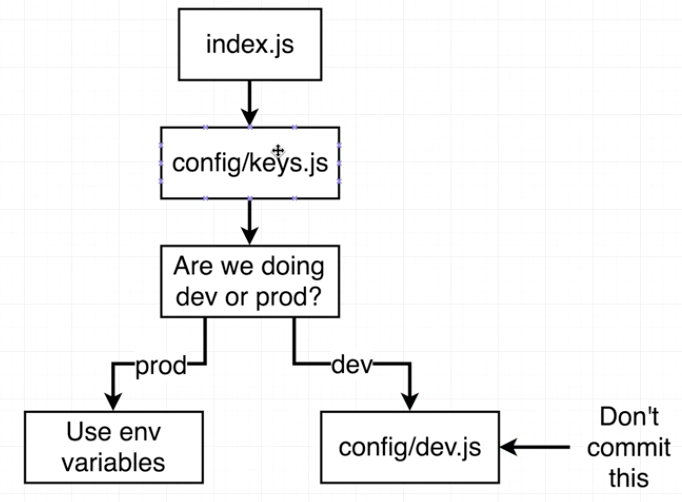 index.js
config/keys.js
Are we doing
dev or prod?
prod
dev
Use env
variables
config/dev.js
Don't
commit
this